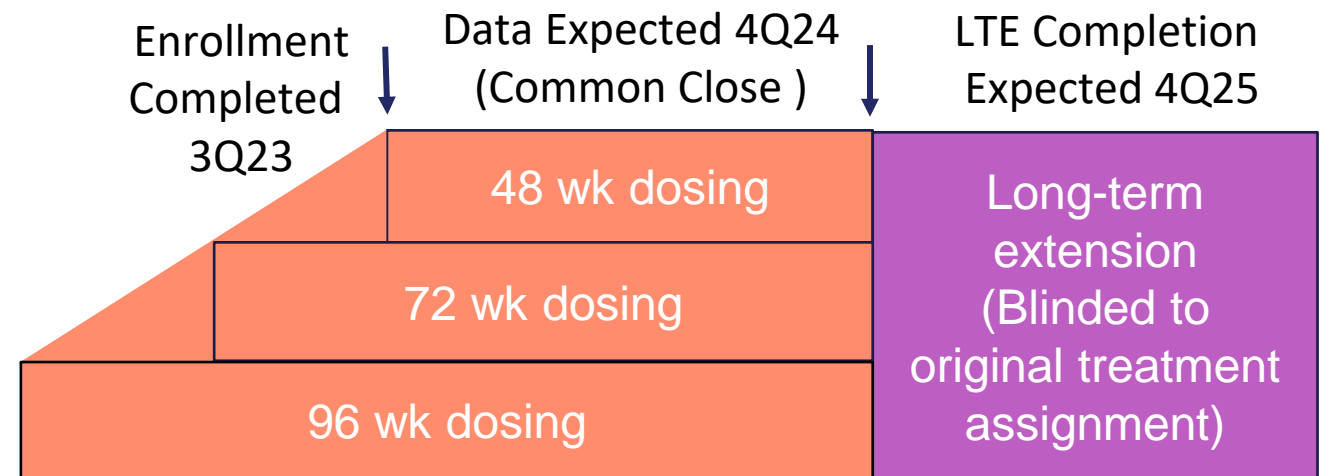 Enrollment
Completed
3Q23
Data Expected 4Q24
(Common Close )
LTE Completion
Expected 4Q25
48 wk dosing
72 wk dosing
96 wk dosing
Long-term
extension
(Blinded to
original treatment
assignment)